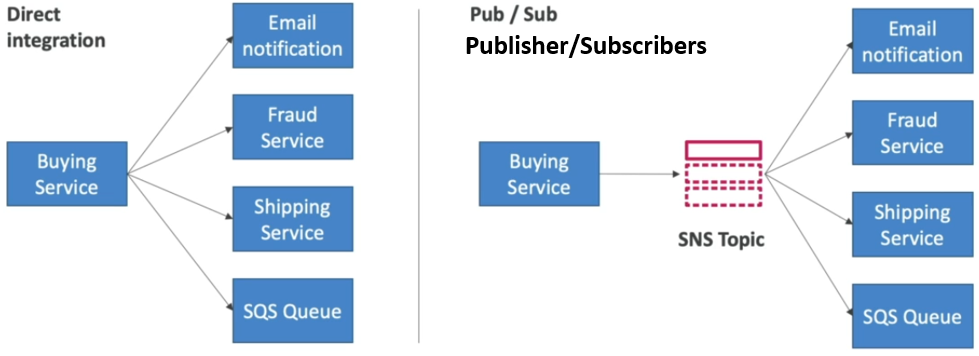 Direct
integration
Email
notification
Fraud
Service
Buying
Service
Shipping
Service
SQS Queue
Pub / Sub
Publisher/Subscribers
Email
notification
Fraud
Service
Buying
Service
SNS Topic
Shipping
Service
SQS Queue